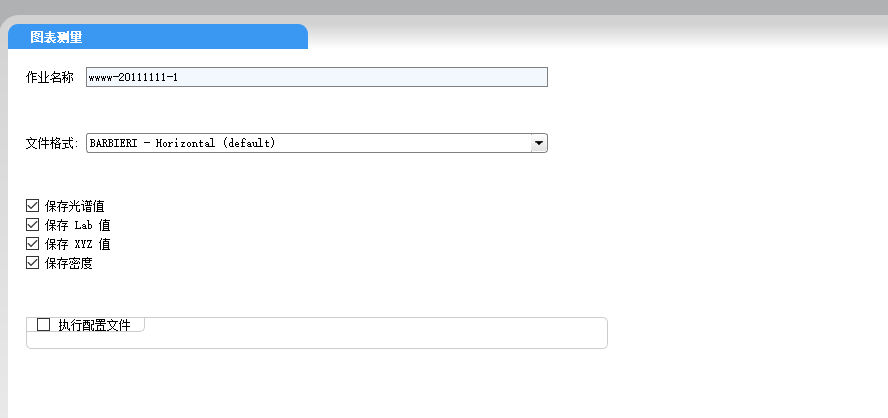 图表测量
作业名称 wwww-20111111-1
文件格式: BARBIERI - Horizontal (default)
保存光谱值
保存 Lab 值
保存 XYZ 值
保存密度
执行配置文件